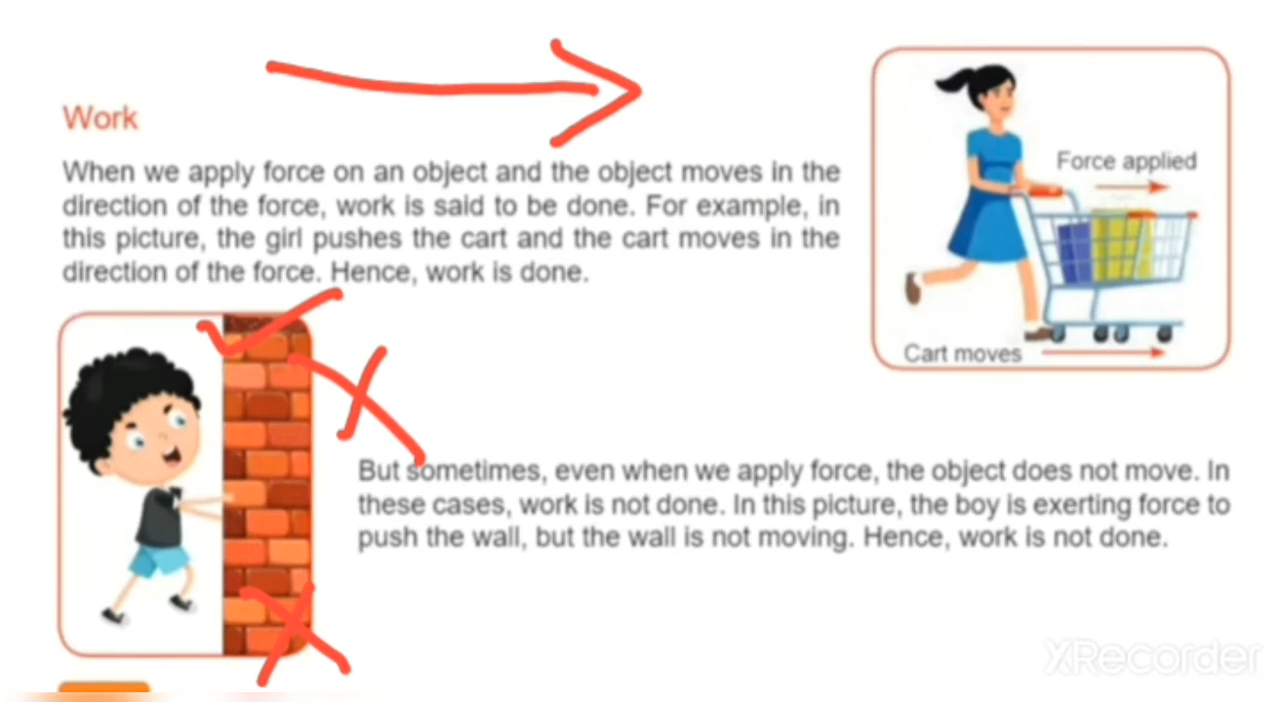 Work
When we apply force on an object and the object moves in the
direction of the force, work is said to be done. For example, in
this picture, the girl pushes the cart and the cart moves in the
direction of the force. Hence, work is done.
Force applied
Cart moves
But sometimes, even when we apply force, the object does not move. In
these cases, work is not done. In this picture, the boy is exerting force to
push the wall, but the wall is not moving. Hence, work is not done.
XRecorder